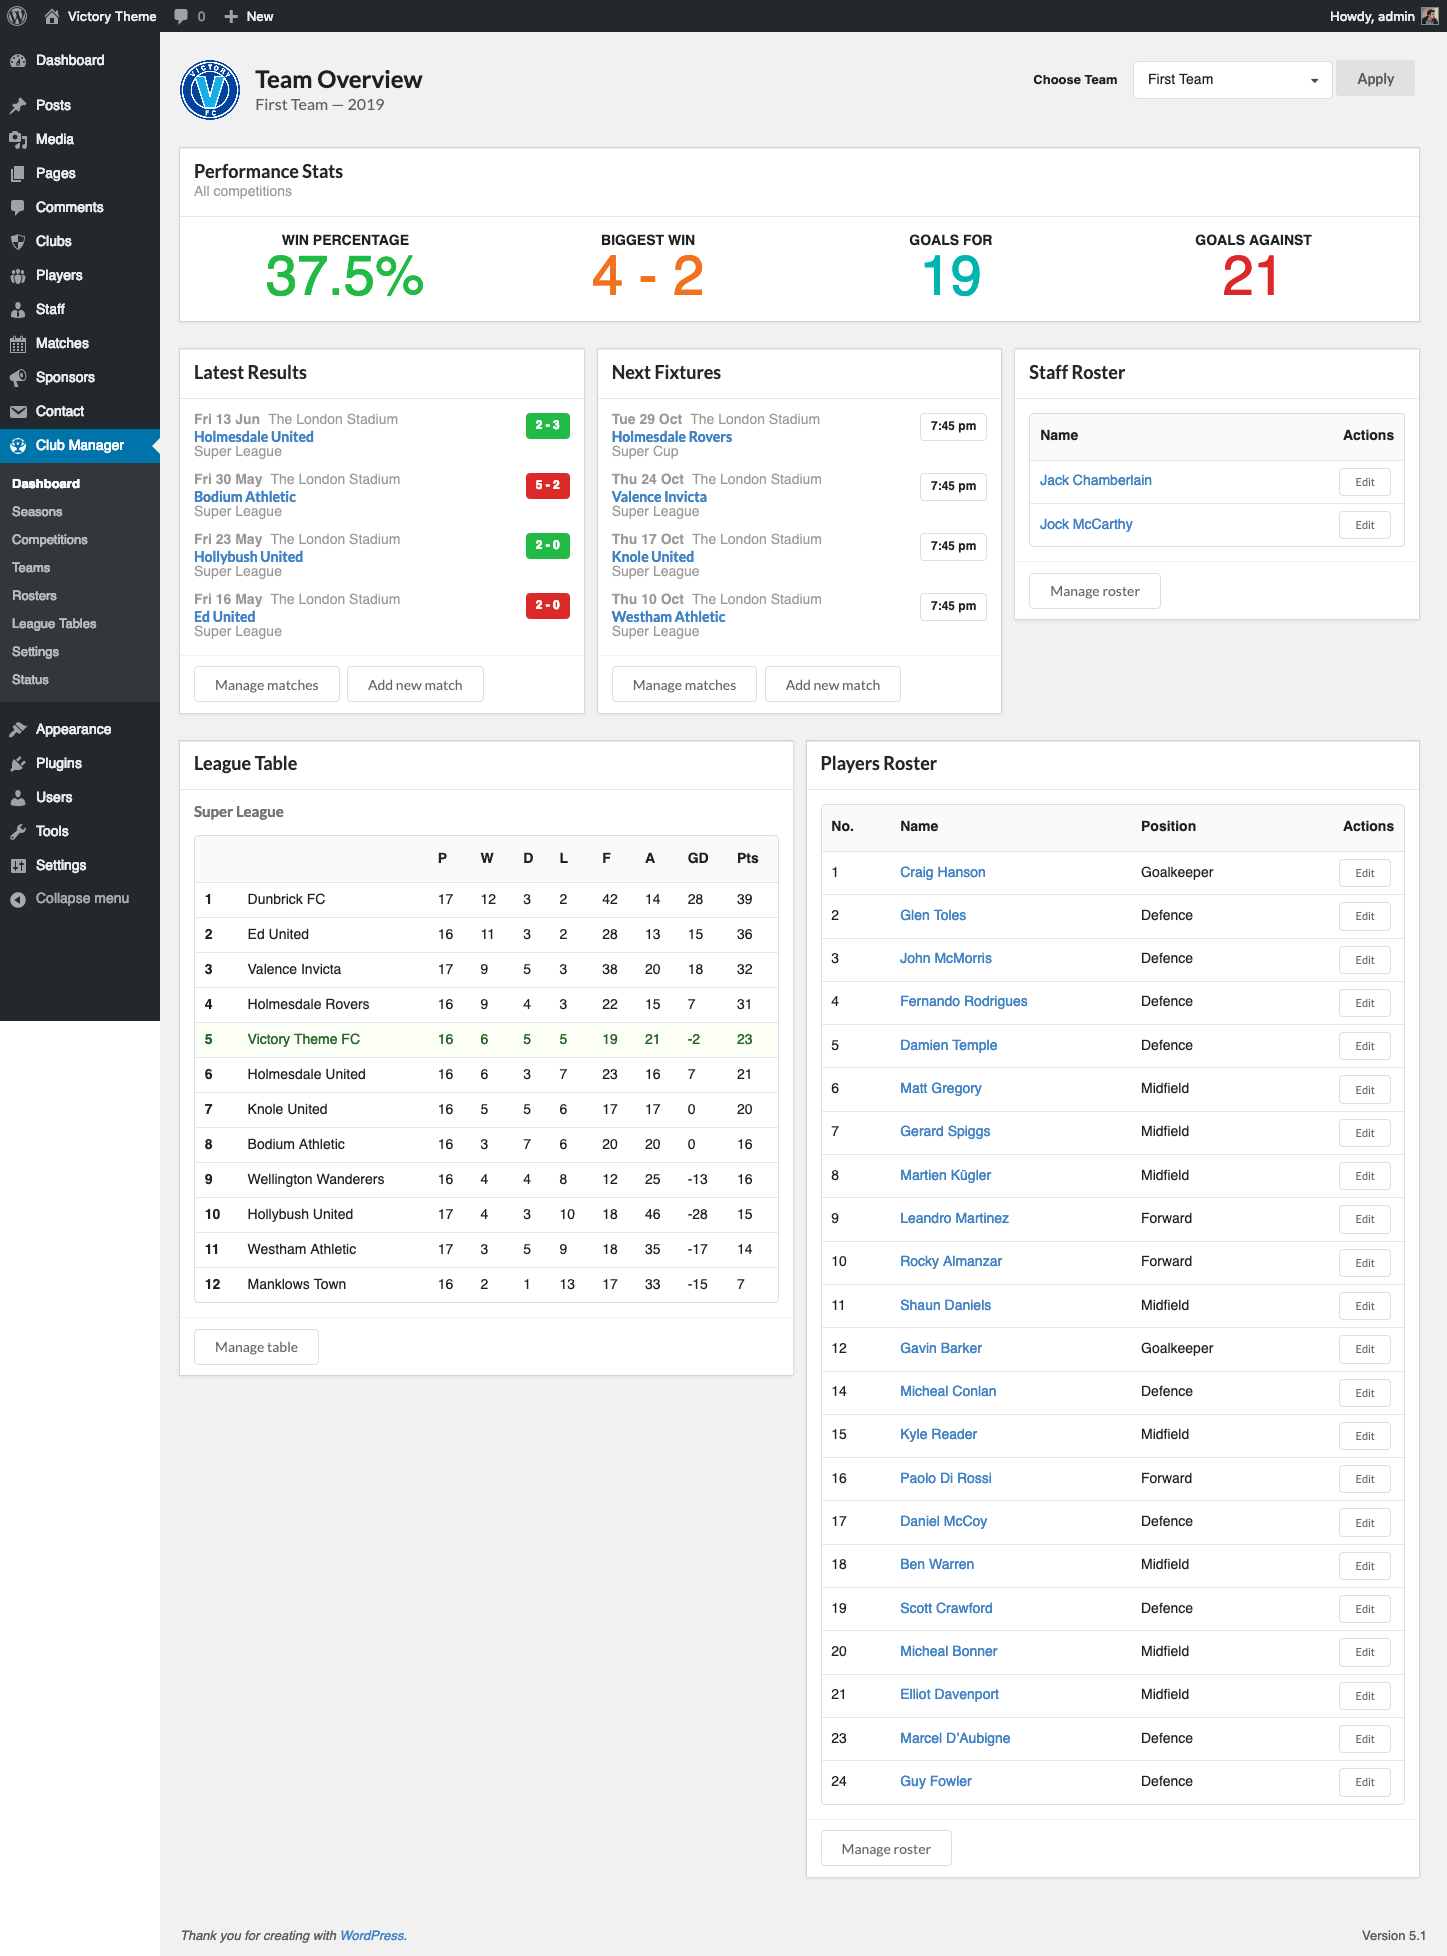 Victory Theme 0 New Howdy, admin
Dashboard
Posts
Media
Pages
Comments
Clubs
Players
Staff
Matches
Sponsors
Contact
Club Manager
Dashboard
Seasons
Competitions
Teams
Rosters
League Tables
Settings
Status
Appearance
Plugins
Users
Tools
Settings
Collapse menu
VICTORY
V
FC
Team Overview
First Team — 2019
Choose Team First Team Apply
Performance Stats
All competitions
WIN PERCENTAGE BIGGEST WIN GOALS FOR GOALS AGAINST
37.5% 4 - 2 19 21
Latest Results
Fri 13 Jun The London Stadium 2 - 3
Holmesdale United
Super League
Fri 30 May The London Stadium 5 - 2
Bodium Athletic
Super League
Fri 23 May The London Stadium 2 - 0
Hollybush United
Super League
Fri 16 May The London Stadium 2 - 0
Ed United
Super League
Manage matches Add new match
Next Fixtures
Tue 29 Oct The London Stadium 7:45 pm
Holmesdale Rovers
Super Cup
Thu 24 Oct The London Stadium 7:45 pm
Valence Invicta
Super League
Thu 17 Oct The London Stadium 7:45 pm
Knole United
Super League
Thu 10 Oct The London Stadium 7:45 pm
Westham Athletic
Super League
Manage matches Add new match
Staff Roster
Name Actions
Jack Chamberlain Edit
Jock McCarthy Edit
Manage roster
League Table
Super League
P W D L F A GD Pts
1 Dunbrick FC 17 12 3 2 42 14 28 39
2 Ed United 16 11 3 2 28 13 15 36
3 Valence Invicta 17 9 5 3 38 20 18 32
4 Holmesdale Rovers 16 9 4 3 22 15 7 31
5 Victory Theme FC 16 6 5 5 19 21 -2 23
6 Holmesdale United 16 6 3 7 23 16 7 21
7 Knole United 16 5 5 6 17 17 0 20
8 Bodium Athletic 16 3 7 6 20 20 0 16
9 Wellington Wanderers 16 4 4 8 12 25 -13 16
10 Hollybush United 17 4 3 10 18 46 -28 15
11 Westham Athletic 17 3 5 9 18 35 -17 14
12 Manklows Town 16 2 1 13 17 33 -15 7
Manage table
Players Roster
No. Name Position Actions
1 Craig Hanson Goalkeeper Edit
2 Glen Toles Defence Edit
3 John McMorris Defence Edit
4 Fernando Rodrigues Defence Edit
5 Damien Temple Defence Edit
6 Matt Gregory Midfield Edit
7 Gerard Spiggs Midfield Edit
8 Martien Kügler Midfield Edit
9 Leandro Martinez Forward Edit
10 Rocky Almanzar Forward Edit
11 Shaun Daniels Midfield Edit
12 Gavin Barker Goalkeeper Edit
14 Micheal Conlan Defence Edit
15 Kyle Reader Midfield Edit
16 Paolo Di Rossi Forward Edit
17 Daniel McCoy Defence Edit
18 Ben Warren Midfield Edit
19 Scott Crawford Defence Edit
20 Micheal Bonner Midfield Edit
21 Elliot Davenport Midfield Edit
23 Marcel D’Aubigne Defence Edit
24 Guy Fowler Defence Edit
Manage roster
Thank you for creating with WordPress. Version 5.1